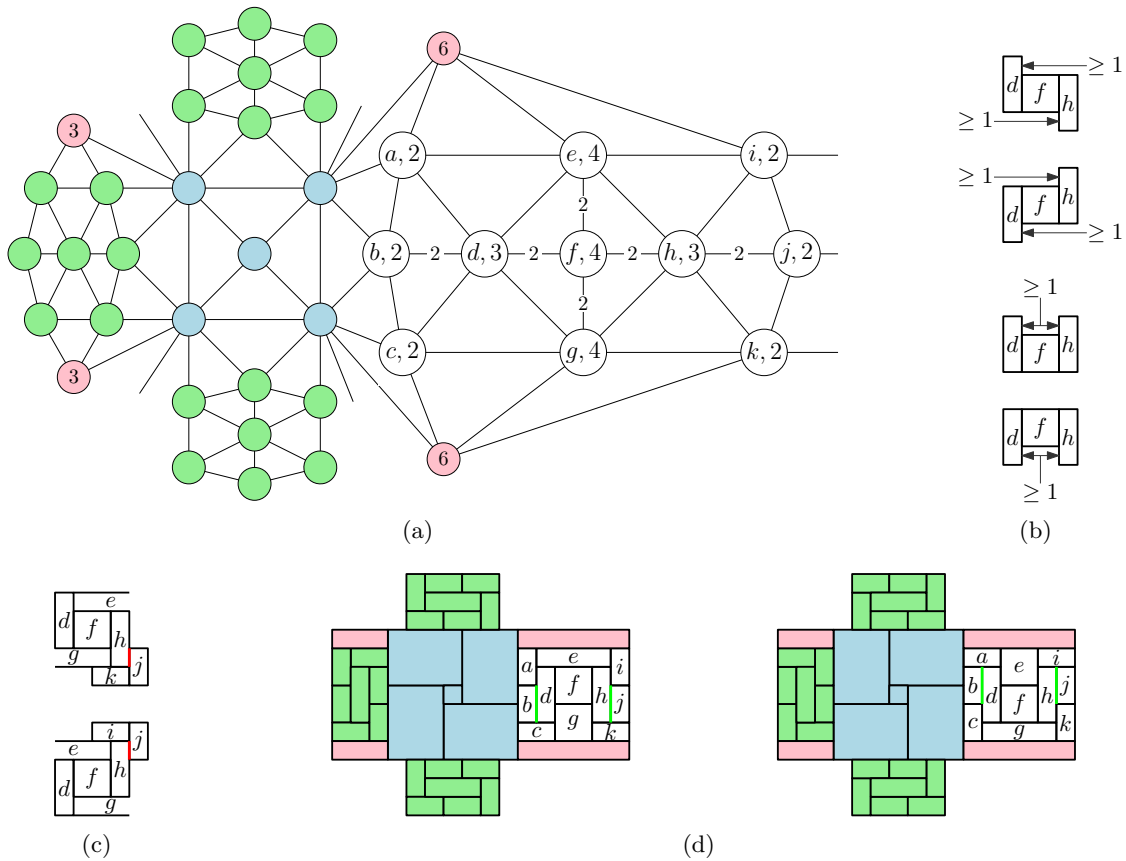 6
≥ 1
d f h
≥ 1
3
a, 2 e, 4 i, 2
2
≥ 1
h
d f
≥ 1
b, 2 2 d, 3 2 f, 4 2 h, 3 2 j, 2
2
≥ 1
d f h
c, 2 g, 4 k, 2
3
d f h
6
≥ 1
(a) (b)
e
d f h
g j
k
a e i
f
b d h j
g
c k
a e i
b d h j
f
c g k
i j
e
d f h
g
(c) (d)